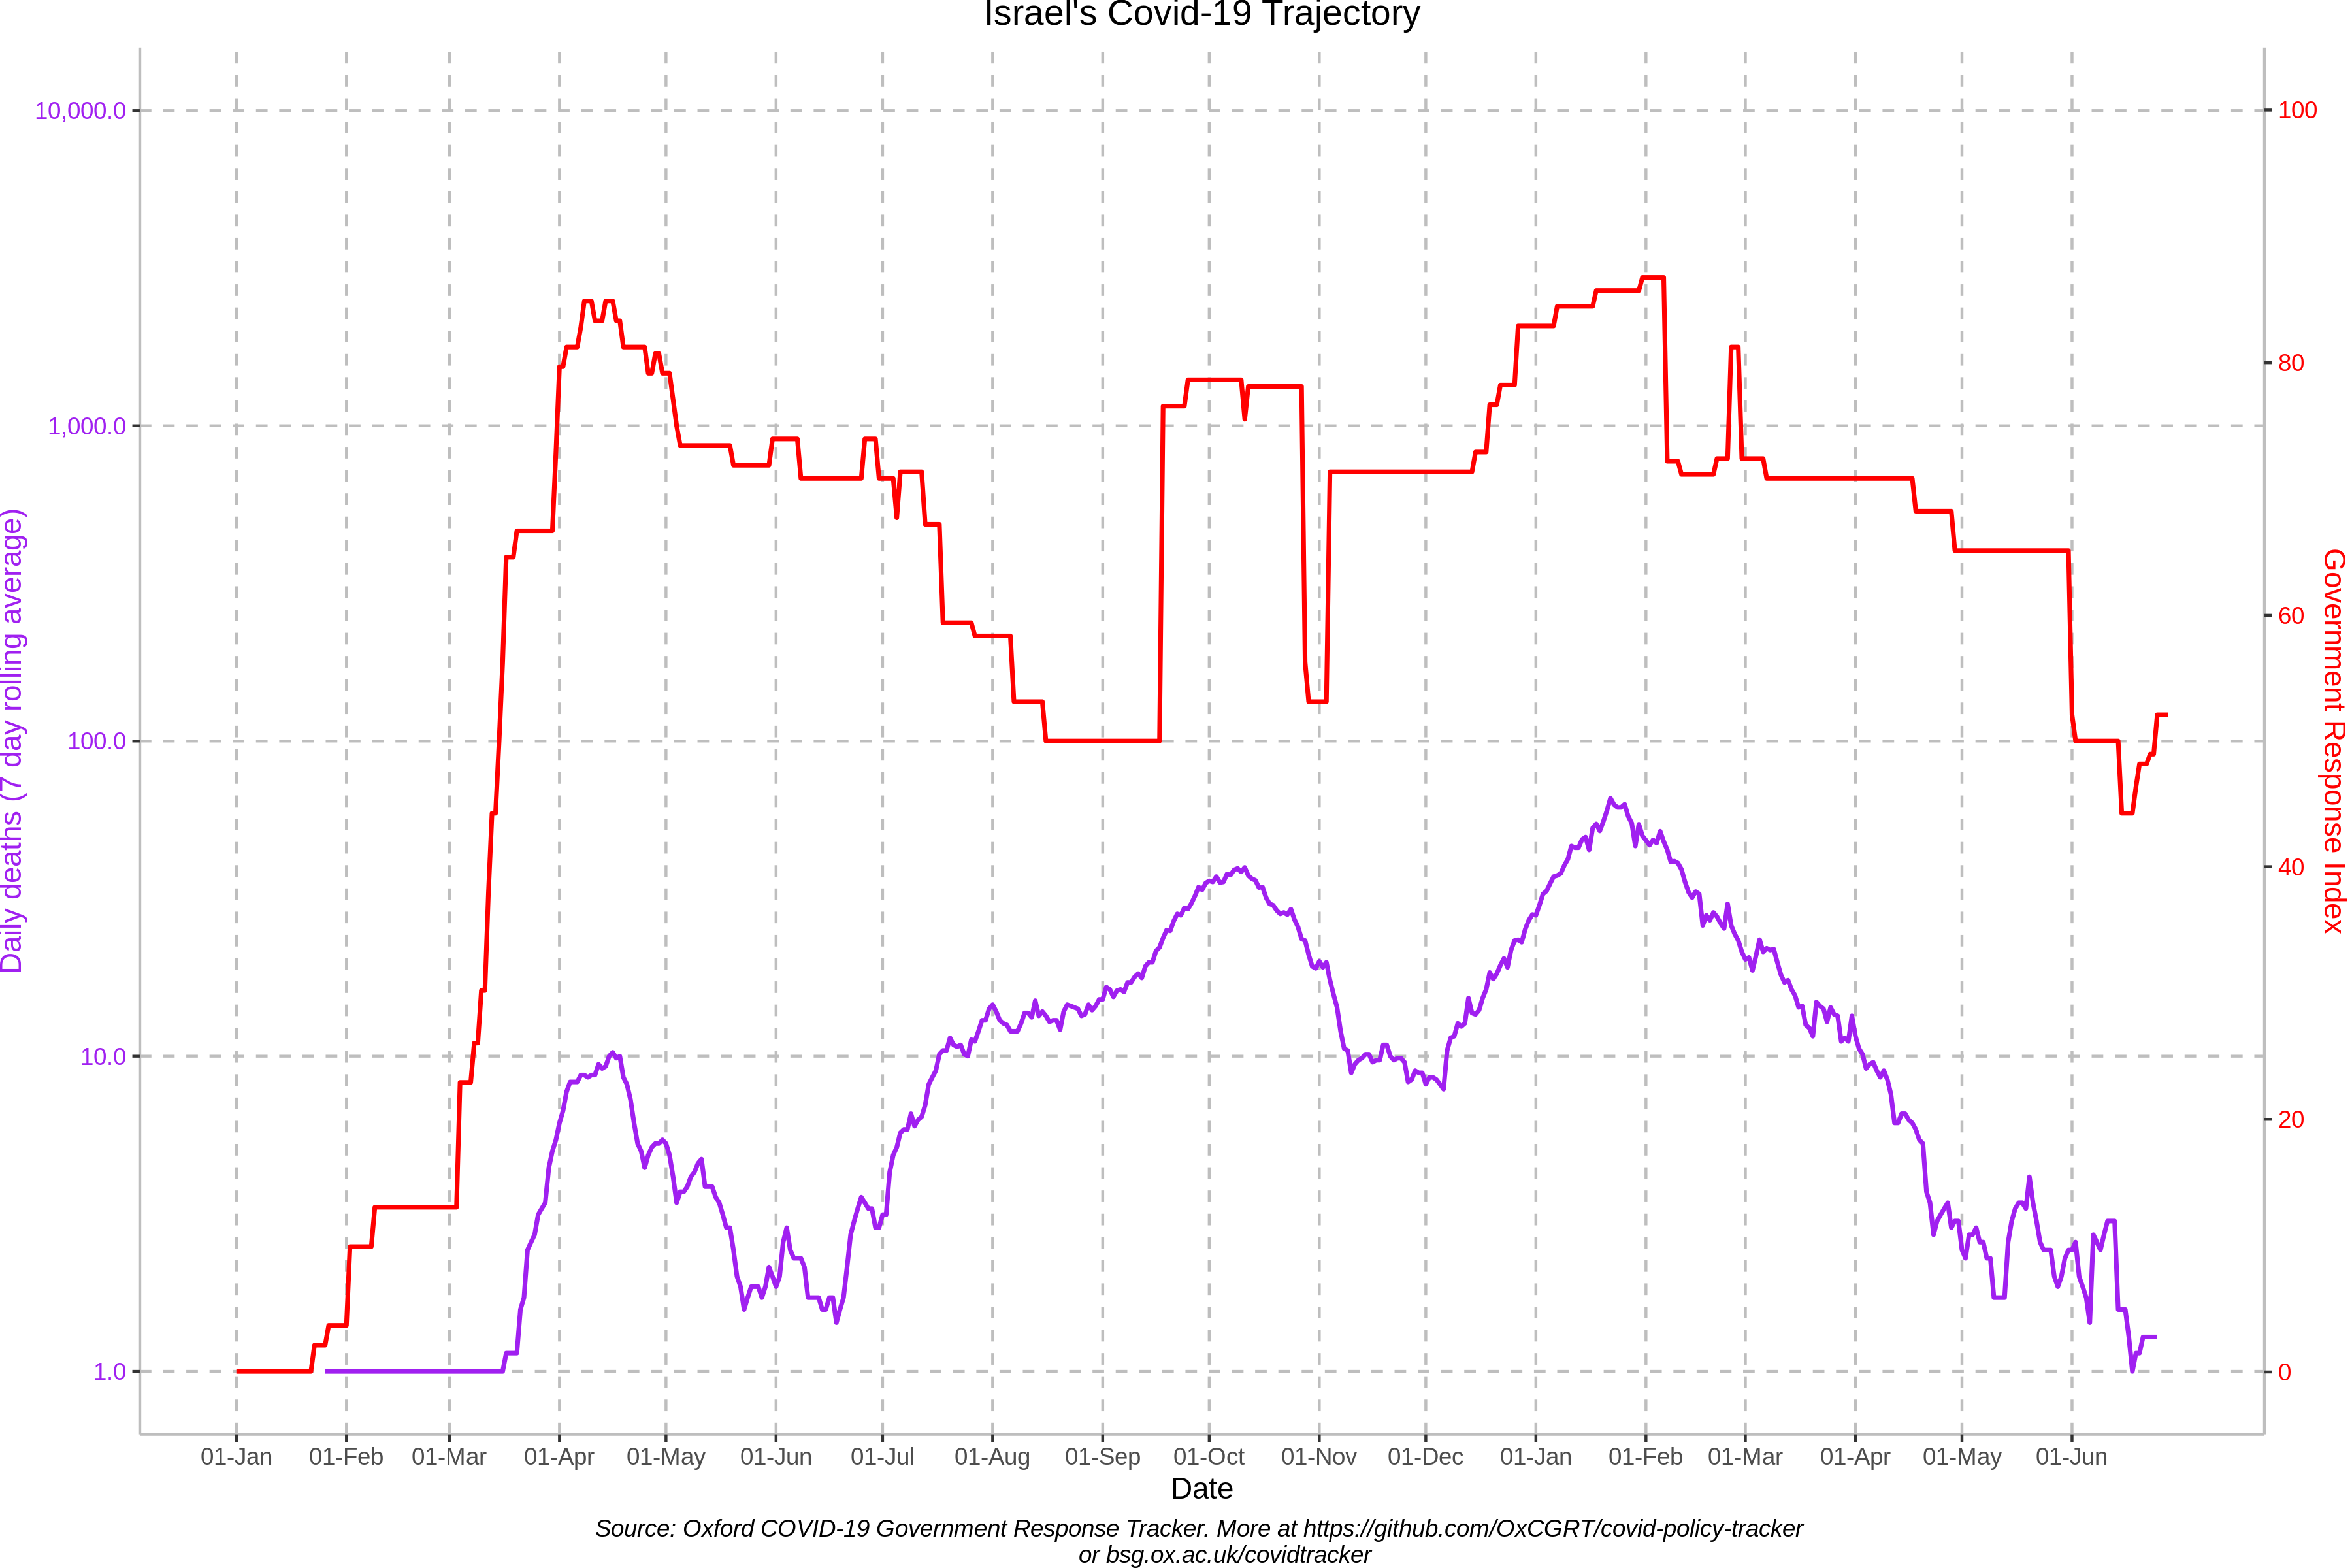 Israel's Covid-19 Trajectory
10,000.0
1,000.0
100.0
10.0
1.0
Daily deaths (7 day rolling average)
100
80
60
40
20
0
Government Response Index
01-Jan 01-Feb 01-Mar 01-Apr 01-May 01-Jun 01-Jul 01-Aug 01-Sep 01-Oct 01-Nov 01-Dec 01-Jan 01-Feb 01-Mar 01-Apr 01-May 01-Jun
Date
Source: Oxford COVID-19 Government Response Tracker. More at https://github.com/OxCGRT/covid-policy-tracker
or bsg.ox.ac.uk/covidtracker